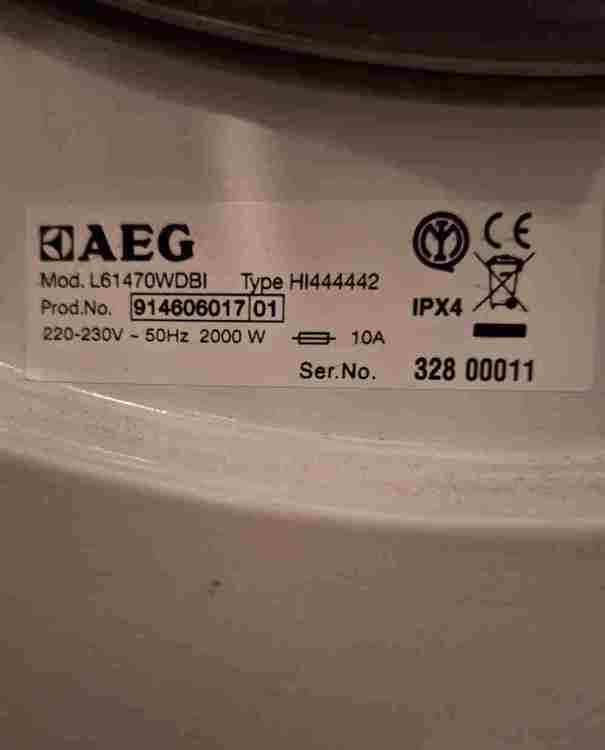 AEG
Mod. L61470WDBI Type HI444442
Prod.No. 914606017 01
IPX4
220-230V ~ 50Hz 2000 W 10A
Ser.No. 328 00011
CE